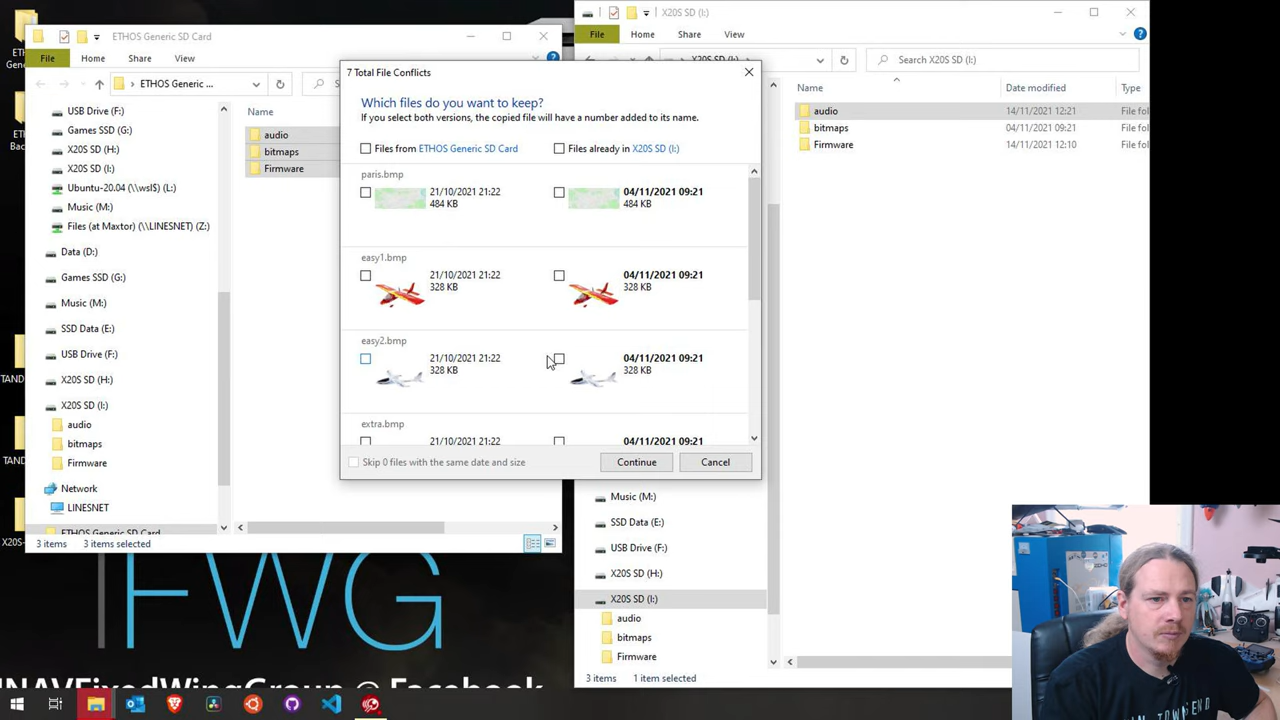 ETHOS Generic SD Card
File
Home
Share
View
ETHOS Generic ...
USB Drive (F:)
Games SSD (G:)
X20S SD (H:)
X20S SD (I:)
Ubuntu-20.04 (\\wsl$) (L:)
Music (M:)
Files (at Maxtor) (\\LINESNET) (Z:)
Data (D:)
Games SSD (G:)
Music (M:)
SSD Data (E:)
USB Drive (F:)
X20S SD (H:)
X20S SD (I:)
audio
bitmaps
Firmware
Network
LINESNET
ETHOS Generic SD Card
Name
audio
bitmaps
Firmware
3 items
3 items selected
7 Total File Conflicts
Which files do you want to keep?
If you select both versions, the copied file will have a number added to its name.
Files from ETHOS Generic SD Card
Files already in X20S SD (I:)
paris.bmp
21/10/2021 21:22
484 KB
04/11/2021 09:21
484 KB
easy1.bmp
21/10/2021 21:22
328 KB
04/11/2021 09:21
328 KB
easy2.bmp
21/10/2021 21:22
328 KB
04/11/2021 09:21
328 KB
extra.bmp
21/10/2021 21:22
04/11/2021 09:21
Skip 0 files with the same date and size
Continue
Cancel
X20S SD (I:)
File
Home
Share
View
X20S SD (I:)
Search X20S SD (I:)
Name
Date modified
Type
audio
14/11/2021 12:21
File fol
bitmaps
04/11/2021 09:21
File fol
Firmware
14/11/2021 12:10
File fol
Music (M:)
SSD Data (E:)
USB Drive (F:)
X20S SD (H:)
X20S SD (I:)
audio
bitmaps
Firmware
3 items
1 item selected
IFWG
INAVFixedWingGroup @ Facebook